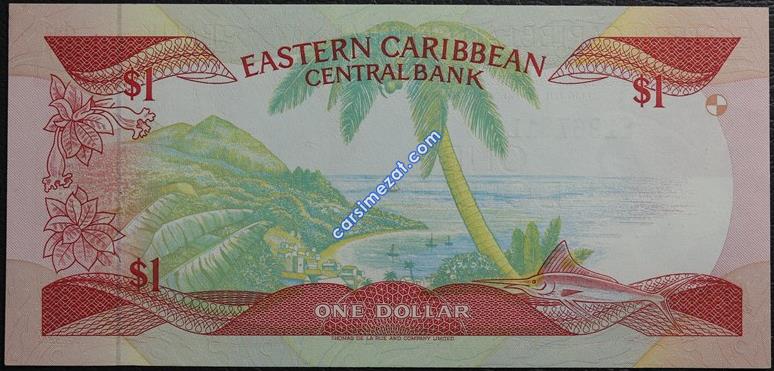 EASTERN CARIBBEAN
CENTRAL BANK
$1
$1
carsimezat.com
$1
ONE DOLLAR
THOMAS DE LA RUE AND COMPANY LIMITED.